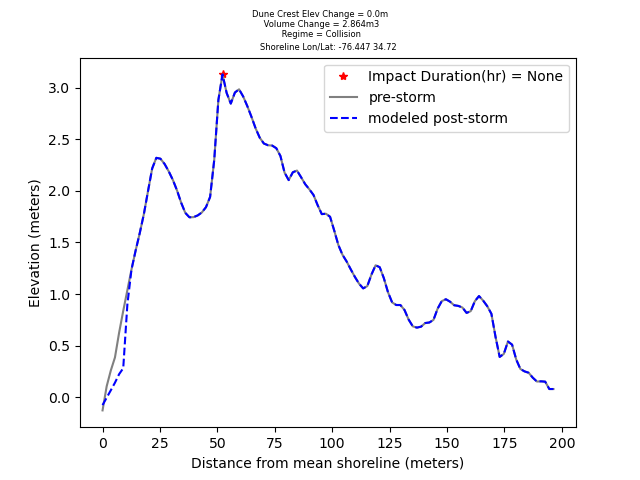 Dune Crest Elev Change = 0.0m
Volume Change = 2.864m3
Regime = Collision
Shoreline Lon/Lat: -76.447 34.72
Impact Duration(hr) = None
pre-storm
modeled post-storm
Elevation (meters)
3.0
2.5
2.0
1.5
1.0
0.5
0.0
0 25 50 75 100 125 150 175 200
Distance from mean shoreline (meters)